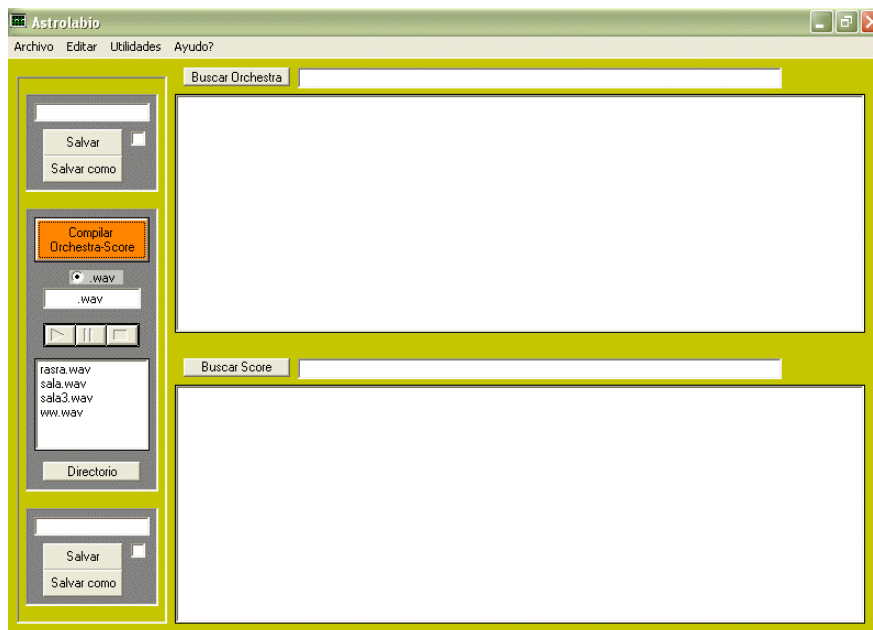 Astrolabio
Archivo Editar Utilidades Ayudo?
Buscar Orchestra
Salvar
Salvar como
Compilar
Orchestra-Score
.wav
.wav
rasra.wav
sala.wav
sala3.wav
ww.wav
Directorio
Buscar Score
Salvar
Salvar como